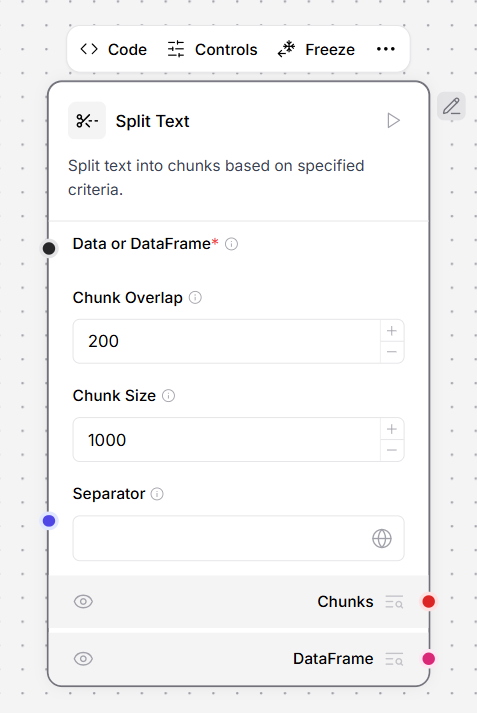 Code Controls Freeze
Split Text
Split text into chunks based on specified
criteria.
Data or DataFrame*
Chunk Overlap
200
Chunk Size
1000
Separator
Chunks
DataFrame